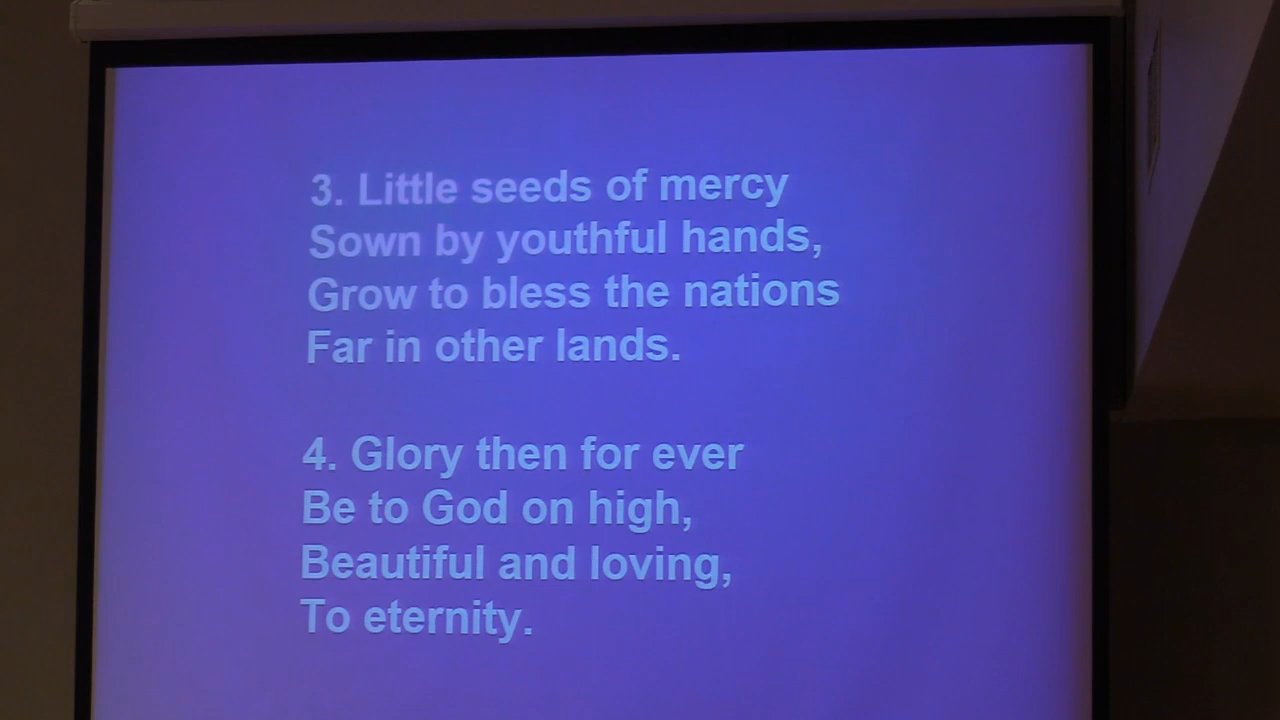 3. Little seeds of mercy
Sown by youthful hands,
Grow to bless the nations
Far in other lands.
4. Glory then for ever
Be to God on high,
Beautiful and loving,
To eternity.